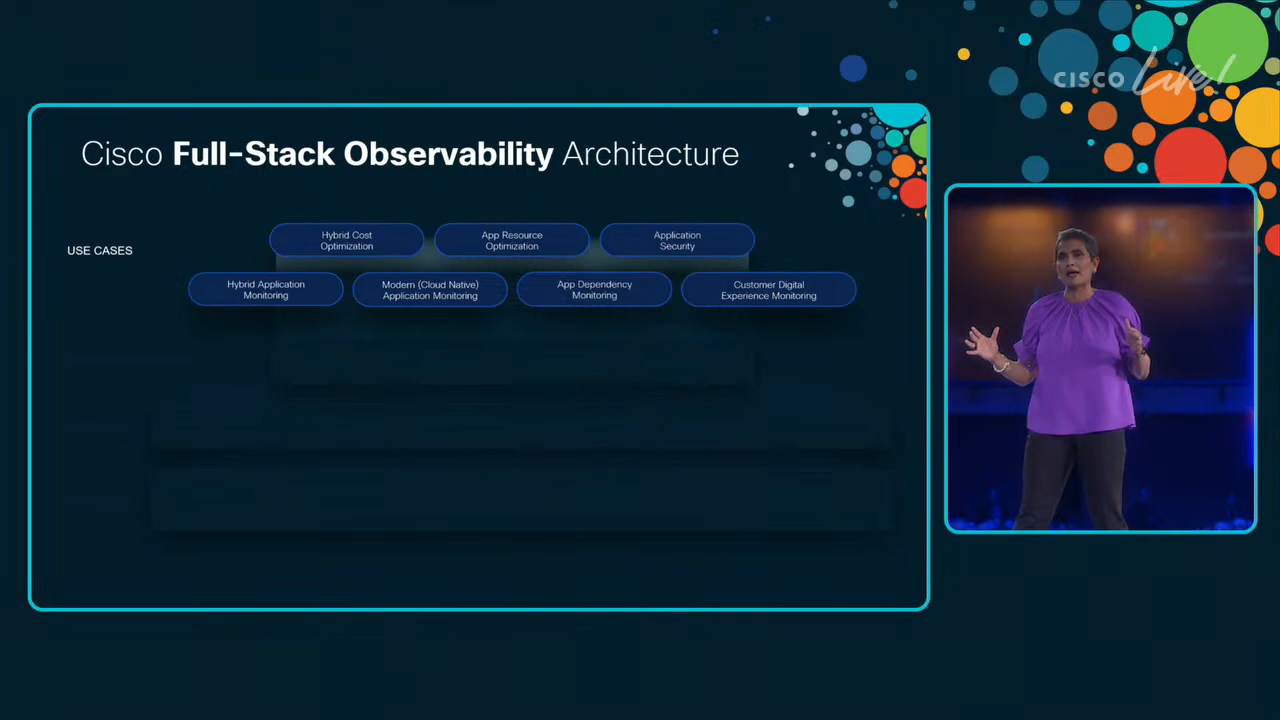 CISCO Live!
Cisco Full-Stack Observability Architecture
USE CASES
Hybrid Cost
Optimization
App Resource
Optimization
Application
Security
Hybrid Application
Monitoring
Modern (Cloud Native)
Application Monitoring
App Dependency
Monitoring
Customer Digital
Experience Monitoring